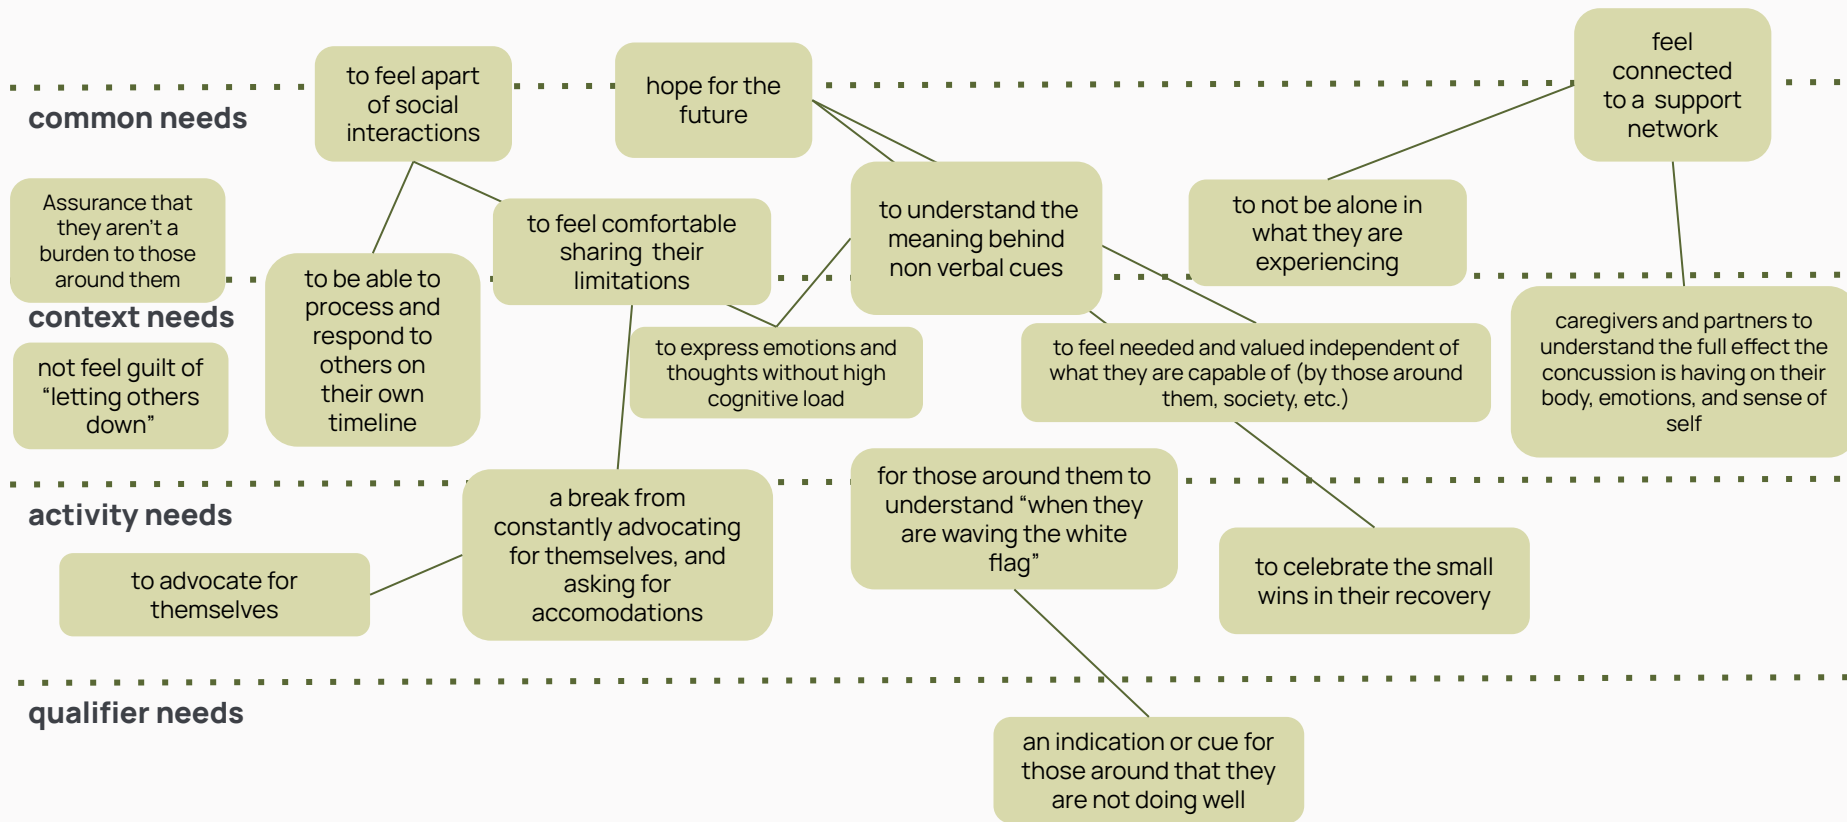 to feel apart
of social
interactions
hope for the
future
feel
connected
to a support
network
common needs
Assurance that
they aren't a
burden to those
around them
to feel comfortable
sharing their
limitations
to understand the
meaning behind
non verbal cues
to not be alone in
what they are
experiencing
to be able to
process and
respond to
others on
their own
timeline
context needs
not feel guilt of
“letting others
down”
to express emotions and
thoughts without high
cognitive load
to feel needed and valued independent of
what they are capable of (by those around
them, society, etc.)
caregivers and partners to
understand the full effect the
concussion is having on their
body, emotions, and sense of
self
activity needs
a break from
constantly advocating
for themselves, and
asking for
accomodations
for those around them to
understand “when they
are waving the white
flag”
to advocate for
themselves
to celebrate the small
wins in their recovery
qualifier needs
an indication or cue for
those around that they
are not doing well